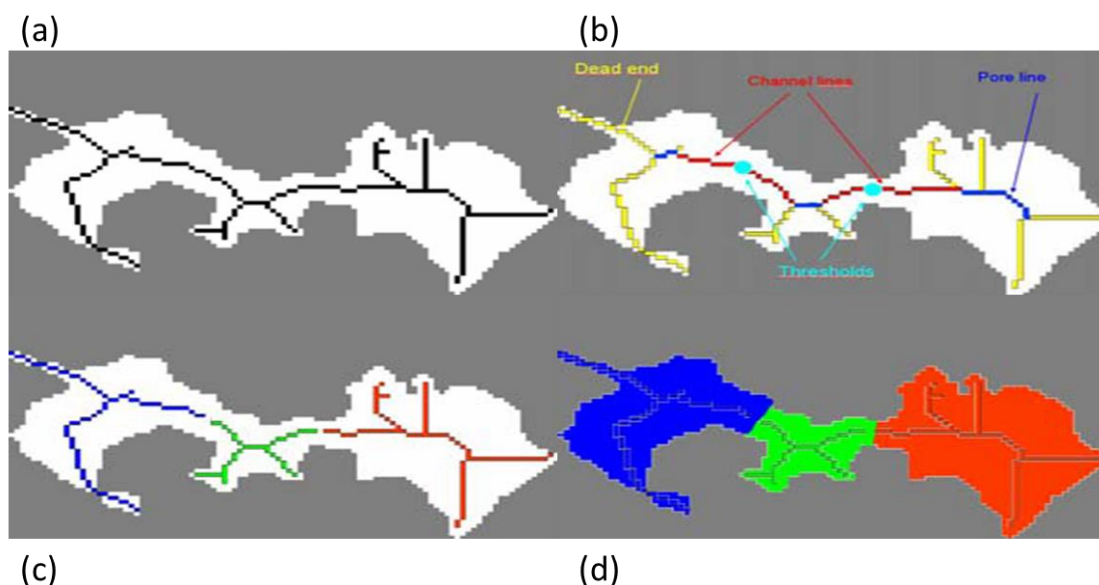 (a)
(b)
Dead end
Channel lines
Pore line
Thresholds
(c)
(d)